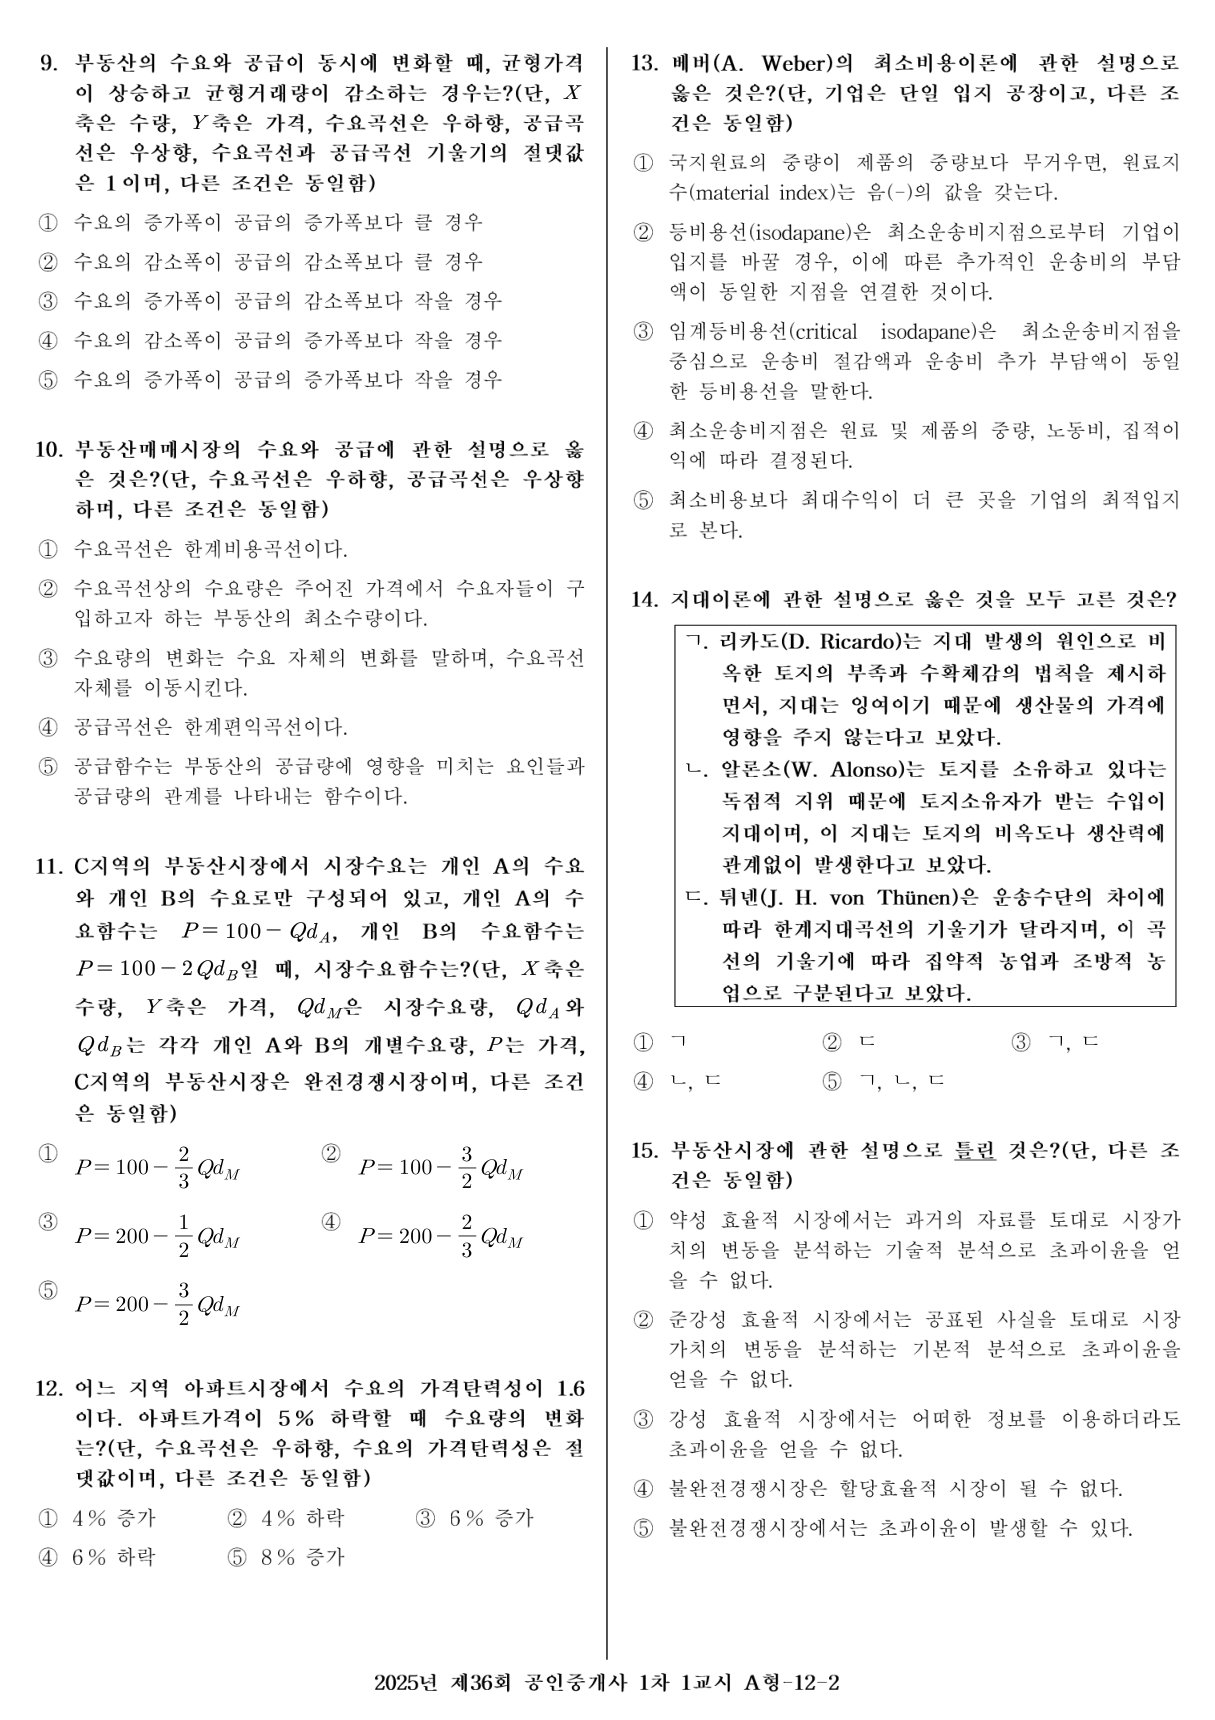 9. 부동산의 수요와 공급이 동시에 변화할 때, 균형가격
이 상승하고 균형거래량이 감소하는 경우는?(단, X
축은 수량, Y축은 가격, 수요곡선은 우하향, 공급곡
선은 우상향, 수요곡선과 공급곡선 기울기의 절댓값
은 1이며, 다른 조건은 동일함)
① 수요의 증가폭이 공급의 증가폭보다 클 경우
② 수요의 감소폭이 공급의 감소폭보다 클 경우
③ 수요의 증가폭이 공급의 감소폭보다 작을 경우
④ 수요의 감소폭이 공급의 증가폭보다 작을 경우
⑤ 수요의 증가폭이 공급의 증가폭보다 작을 경우
10. 부동산매매시장의 수요와 공급에 관한 설명으로 옳
은 것은?(단, 수요곡선은 우하향, 공급곡선은 우상향
하며, 다른 조건은 동일함)
① 수요곡선은 한계비용곡선이다.
② 수요곡선상의 수요량은 주어진 가격에서 수요자들이 구
입하고자 하는 부동산의 최소수량이다.
③ 수요량의 변화는 수요 자체의 변화를 말하며, 수요곡선
자체를 이동시킨다.
④ 공급곡선은 한계편익곡선이다.
⑤ 공급함수는 부동산의 공급량에 영향을 미치는 요인들과
공급량의 관계를 나타내는 함수이다.
11. C지역의 부동산시장에서 시장수요는 개인 A의 수요
와 개인 B의 수요로만 구성되어 있고, 개인 A의 수
요함수는 P=100-Qd_A, 개인 B의 수요함수는
P=100-2Qd_B일 때, 시장수요함수는?(단, X축은
수량, Y축은 가격, Qd_M은 시장수요량, Qd_A와
Qd_B는 각각 개인 A와 B의 개별수요량, P는 가격,
C지역의 부동산시장은 완전경쟁시장이며, 다른 조건
은 동일함)
① P=100-2/3 Qd_M ② P=100-3/2 Qd_M
③ P=200-1/2 Qd_M ④ P=200-2/3 Qd_M
⑤ P=200-3/2 Qd_M
12. 어느 지역 아파트시장에서 수요의 가격탄력성이 1.6
이다. 아파트가격이 5% 하락할 때 수요량의 변화
는?(단, 수요곡선은 우하향, 수요의 가격탄력성은 절
댓값이며, 다른 조건은 동일함)
① 4% 증가 ② 4% 하락 ③ 6% 증가
④ 6% 하락 ⑤ 8% 증가
13. 베버(A. Weber)의 최소비용이론에 관한 설명으로
옳은 것은?(단, 기업은 단일 입지 공장이고, 다른 조
건은 동일함)
① 국지원료의 중량이 제품의 중량보다 무거우면, 원료지
수(material index)는 음(-)의 값을 갖는다.
② 등비용선(isodapane)은 최소운송비지점으로부터 기업이
입지를 바꿀 경우, 이에 따른 추가적인 운송비의 부담
액이 동일한 지점을 연결한 것이다.
③ 임계등비용선(critical isodapane)은 최소운송비지점을
중심으로 운송비 절감액과 운송비 추가 부담액이 동일
한 등비용선을 말한다.
④ 최소운송비지점은 원료 및 제품의 중량, 노동비, 집적이
익에 따라 결정된다.
⑤ 최소비용보다 최대수익이 더 큰 곳을 기업의 최적입지
로 본다.
14. 지대이론에 관한 설명으로 옳은 것을 모두 고른 것은?
ㄱ. 리카도(D. Ricardo)는 지대 발생의 원인으로 비
옥한 토지의 부족과 수확체감의 법칙을 제시하
면서, 지대는 잉여이기 때문에 생산물의 가격에
영향을 주지 않는다고 보았다.
ㄴ. 알론소(W. Alonso)는 토지를 소유하고 있다는
독점적 지위 때문에 토지소유자가 받는 수입이
지대이며, 이 지대는 토지의 비옥도나 생산력에
관계없이 발생한다고 보았다.
ㄷ. 튀넨(J. H. von Thünen)은 운송수단의 차이에
따라 한계지대곡선의 기울기가 달라지며, 이 곡
선의 기울기에 따라 집약적 농업과 조방적 농
업으로 구분된다고 보았다.
① ㄱ ② ㄷ ③ ㄱ, ㄷ
④ ㄴ, ㄷ ⑤ ㄱ, ㄴ, ㄷ
15. 부동산시장에 관한 설명으로 틀린 것은?(단, 다른 조
건은 동일함)
① 약성 효율적 시장에서는 과거의 자료를 토대로 시장가
치의 변동을 분석하는 기술적 분석으로 초과이윤을 얻
을 수 없다.
② 준강성 효율적 시장에서는 공표된 사실을 토대로 시장
가치의 변동을 분석하는 기본적 분석으로 초과이윤을
얻을 수 없다.
③ 강성 효율적 시장에서는 어떠한 정보를 이용하더라도
초과이윤을 얻을 수 없다.
④ 불완전경쟁시장은 할당효율적 시장이 될 수 없다.
⑤ 불완전경쟁시장에서는 초과이윤이 발생할 수 있다.
2025년 제36회 공인중개사 1차 1교시 A형-12-2